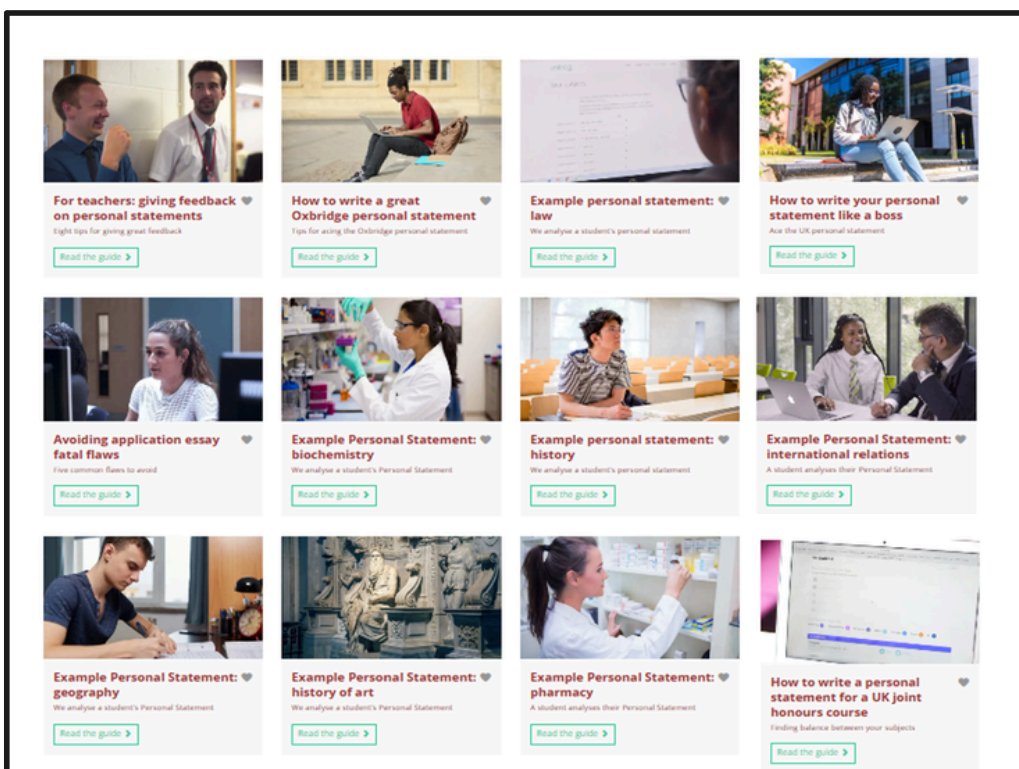 For teachers: giving feedback
on personal statements
Eight tips for giving great feedback
Read the guide
How to write a great
Oxbridge personal statement
Tips for acing the Oxbridge personal statement
Read the guide
Example personal statement:
law
We analyse a student's personal statement
Read the guide
How to write your personal
statement like a boss
Ace the UK personal statement
Read the guide
Avoiding application essay
fatal flaws
Five common flaws to avoid
Read the guide
Example Personal Statement:
biochemistry
We analyse a student's Personal Statement
Read the guide
Example personal statement:
history
We analyse a student's personal statement
Read the guide
Example Personal Statement:
international relations
A student analyses their Personal Statement
Read the guide
Example Personal Statement:
geography
We analyse a student's Personal Statement
Read the guide
Example Personal Statement:
history of art
We analyse a student's Personal Statement
Read the guide
Example Personal Statement:
pharmacy
A student analyses their Personal Statement
Read the guide
How to write a personal
statement for a UK joint
honours course
Finding balance between your subjects
Read the guide